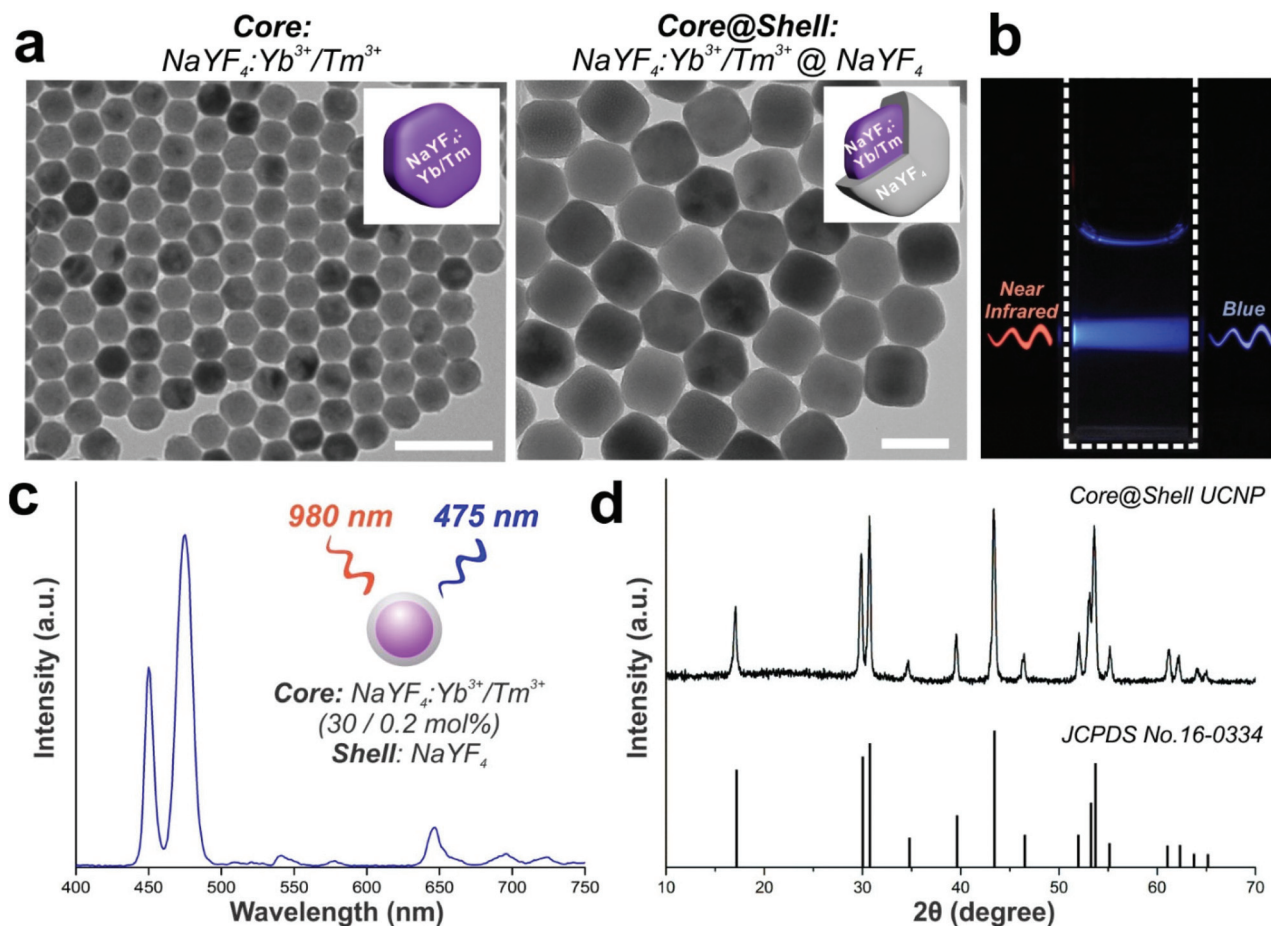 a
Core:
NaYF₄:Yb³⁺/Tm³⁺
NaYF₄:
Yb/Tm
Core@Shell:
NaYF₄:Yb³⁺/Tm³⁺ @ NaYF₄
NaYF₄:
Yb/Tm
NaYF₄
b
Near
Infrared
Blue
c
Intensity (a.u.)
980 nm
475 nm
Core: NaYF₄:Yb³⁺/Tm³⁺
(30 / 0.2 mol%)
Shell: NaYF₄
400 450 500 550 600 650 700 750
Wavelength (nm)
d
Intensity (a.u.)
Core@Shell UCNP
JCPDS No.16-0334
10 20 30 40 50 60 70
2θ (degree)